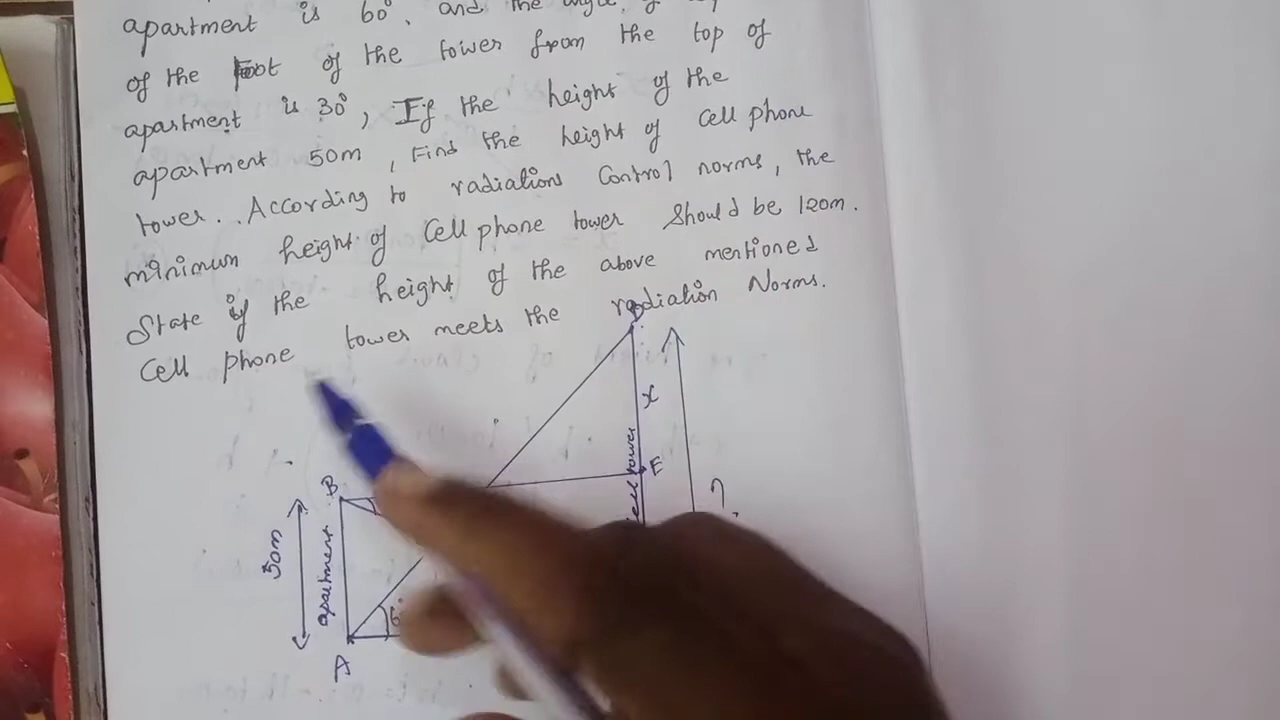 apartment is 60°, and the angle of
of the foot of the tower from the top of
apartment is 30°, If the height of the
apartment 50m, Find the height of cell phone
tower. According to radiations Control norms, the
minimum height of Cell phone tower Should be 120m.
State if the height of the above mentioned
Cell phone tower meets the radiation Norms.
D
x
cell tower
E
?
B
50m
apartment
6
A